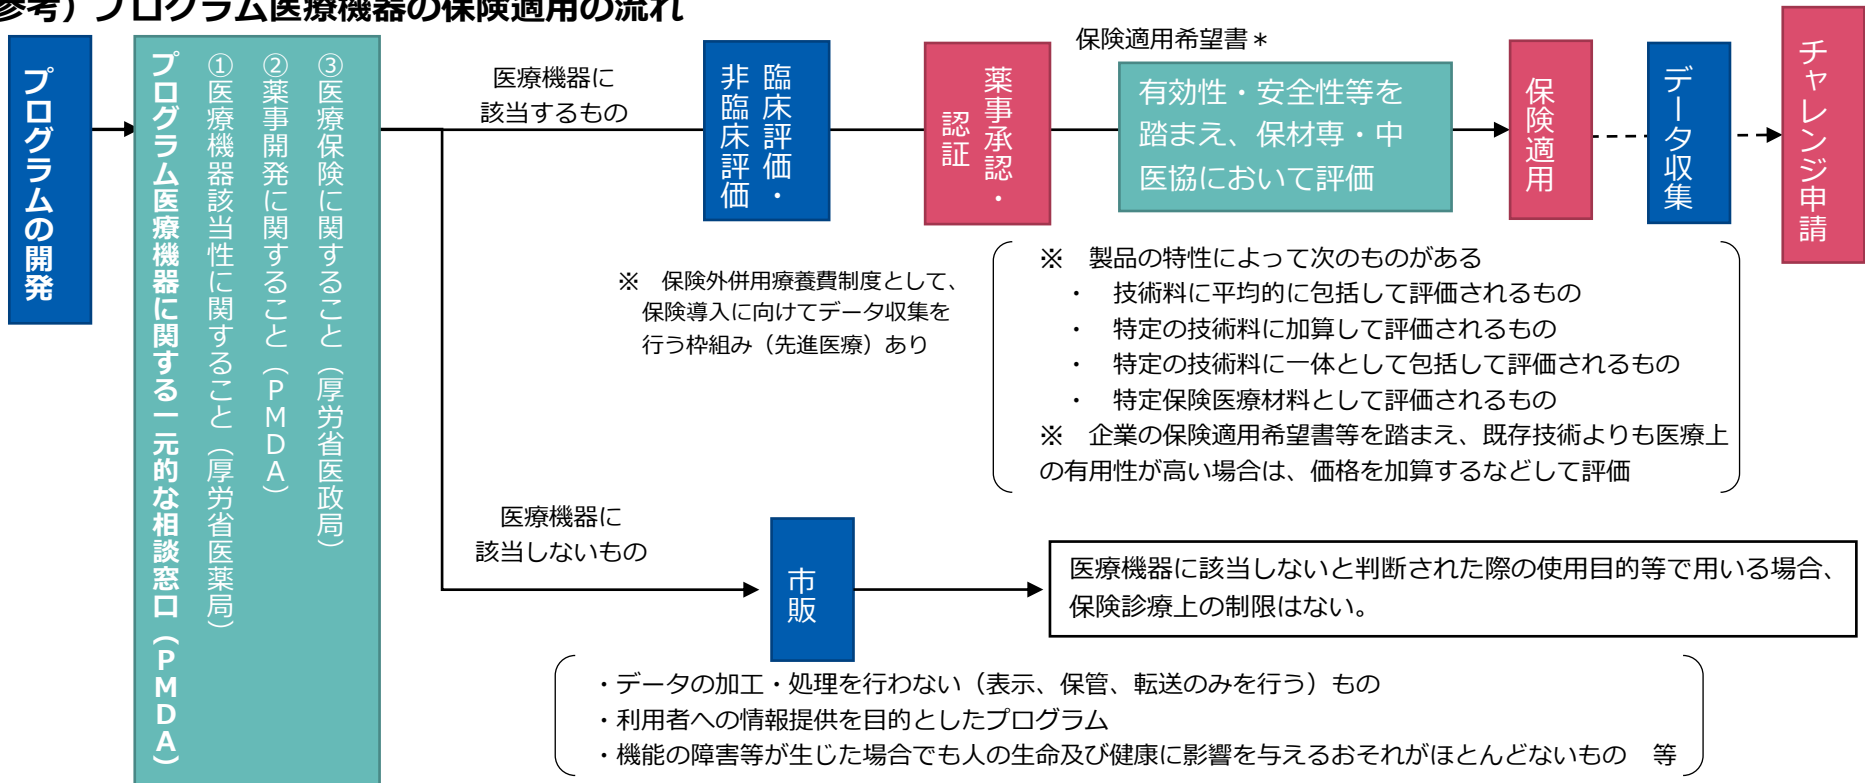 参考）プログラム医療機器の保険適用の流れ
プログラムの開発
プログラム医療機器に関する一元的な相談窓口（PMDA）
①医療機器該当性に関すること（厚労省医薬局）
②薬事開発に関すること（PMDA）
③医療保険に関すること（厚労省医政局）
医療機器に
該当するもの
臨床評価・
非臨床評価
薬事承認・
認証
保険適用希望書＊
有効性・安全性等を
踏まえ、保材専・中
医協において評価
保険適用
データ収集
チャレンジ申請
※　保険外併用療養費制度として、
保険導入に向けてデータ収集を
行う枠組み（先進医療）あり
※　製品の特性によって次のものがある
・　技術料に平均的に包括して評価されるもの
・　特定の技術料に加算して評価されるもの
・　特定の技術料に一体として包括して評価されるもの
・　特定保険医療材料として評価されるもの
※　企業の保険適用希望書等を踏まえ、既存技術よりも医療上
の有用性が高い場合は、価格を加算するなどして評価
医療機器に
該当しないもの
市販
医療機器に該当しないと判断された際の使用目的等で用いる場合、
保険診療上の制限はない。
・データの加工・処理を行わない（表示、保管、転送のみを行う）もの
・利用者への情報提供を目的としたプログラム
・機能の障害等が生じた場合でも人の生命及び健康に影響を与えるおそれがほとんどないもの　等